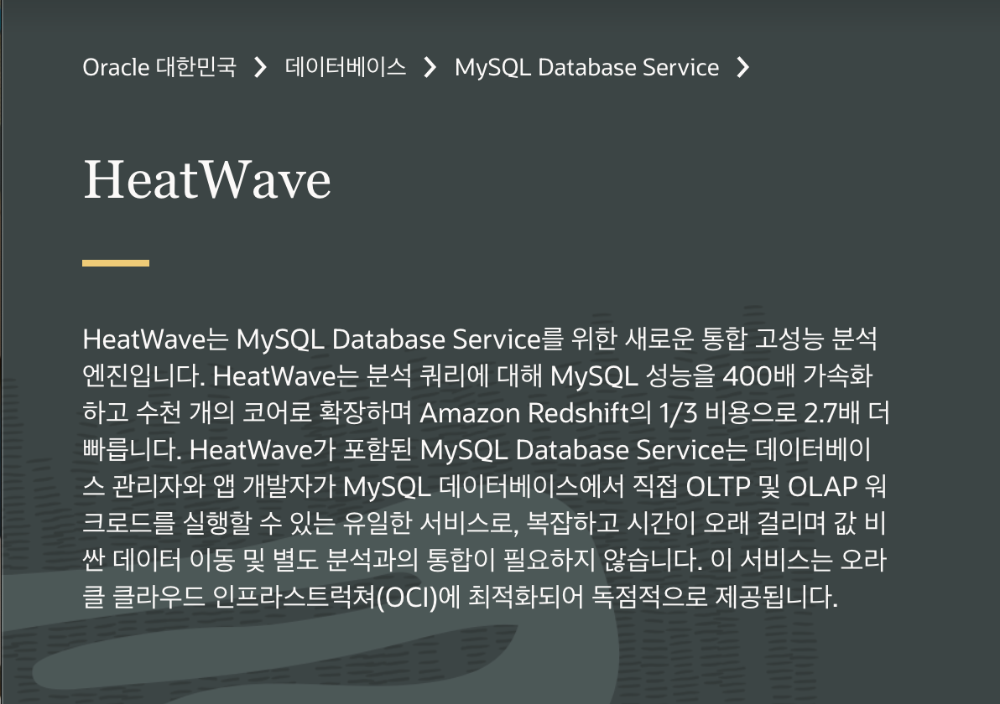 Oracle 대한민국 > 데이터베이스 > MySQL Database Service >
HeatWave
HeatWave는 MySQL Database Service를 위한 새로운 통합 고성능 분석
엔진입니다. HeatWave는 분석 쿼리에 대해 MySQL 성능을 400배 가속화
하고 수천 개의 코어로 확장하며 Amazon Redshift의 1/3 비용으로 2.7배 더
빠릅니다. HeatWave가 포함된 MySQL Database Service는 데이터베이
스 관리자와 앱 개발자가 MySQL 데이터베이스에서 직접 OLTP 및 OLAP 워
크로드를 실행할 수 있는 유일한 서비스로, 복잡하고 시간이 오래 걸리며 값 비
싼 데이터 이동 및 별도 분석과의 통합이 필요하지 않습니다. 이 서비스는 오라
클 클라우드 인프라스트럭쳐(OCI)에 최적화되어 독점적으로 제공됩니다.